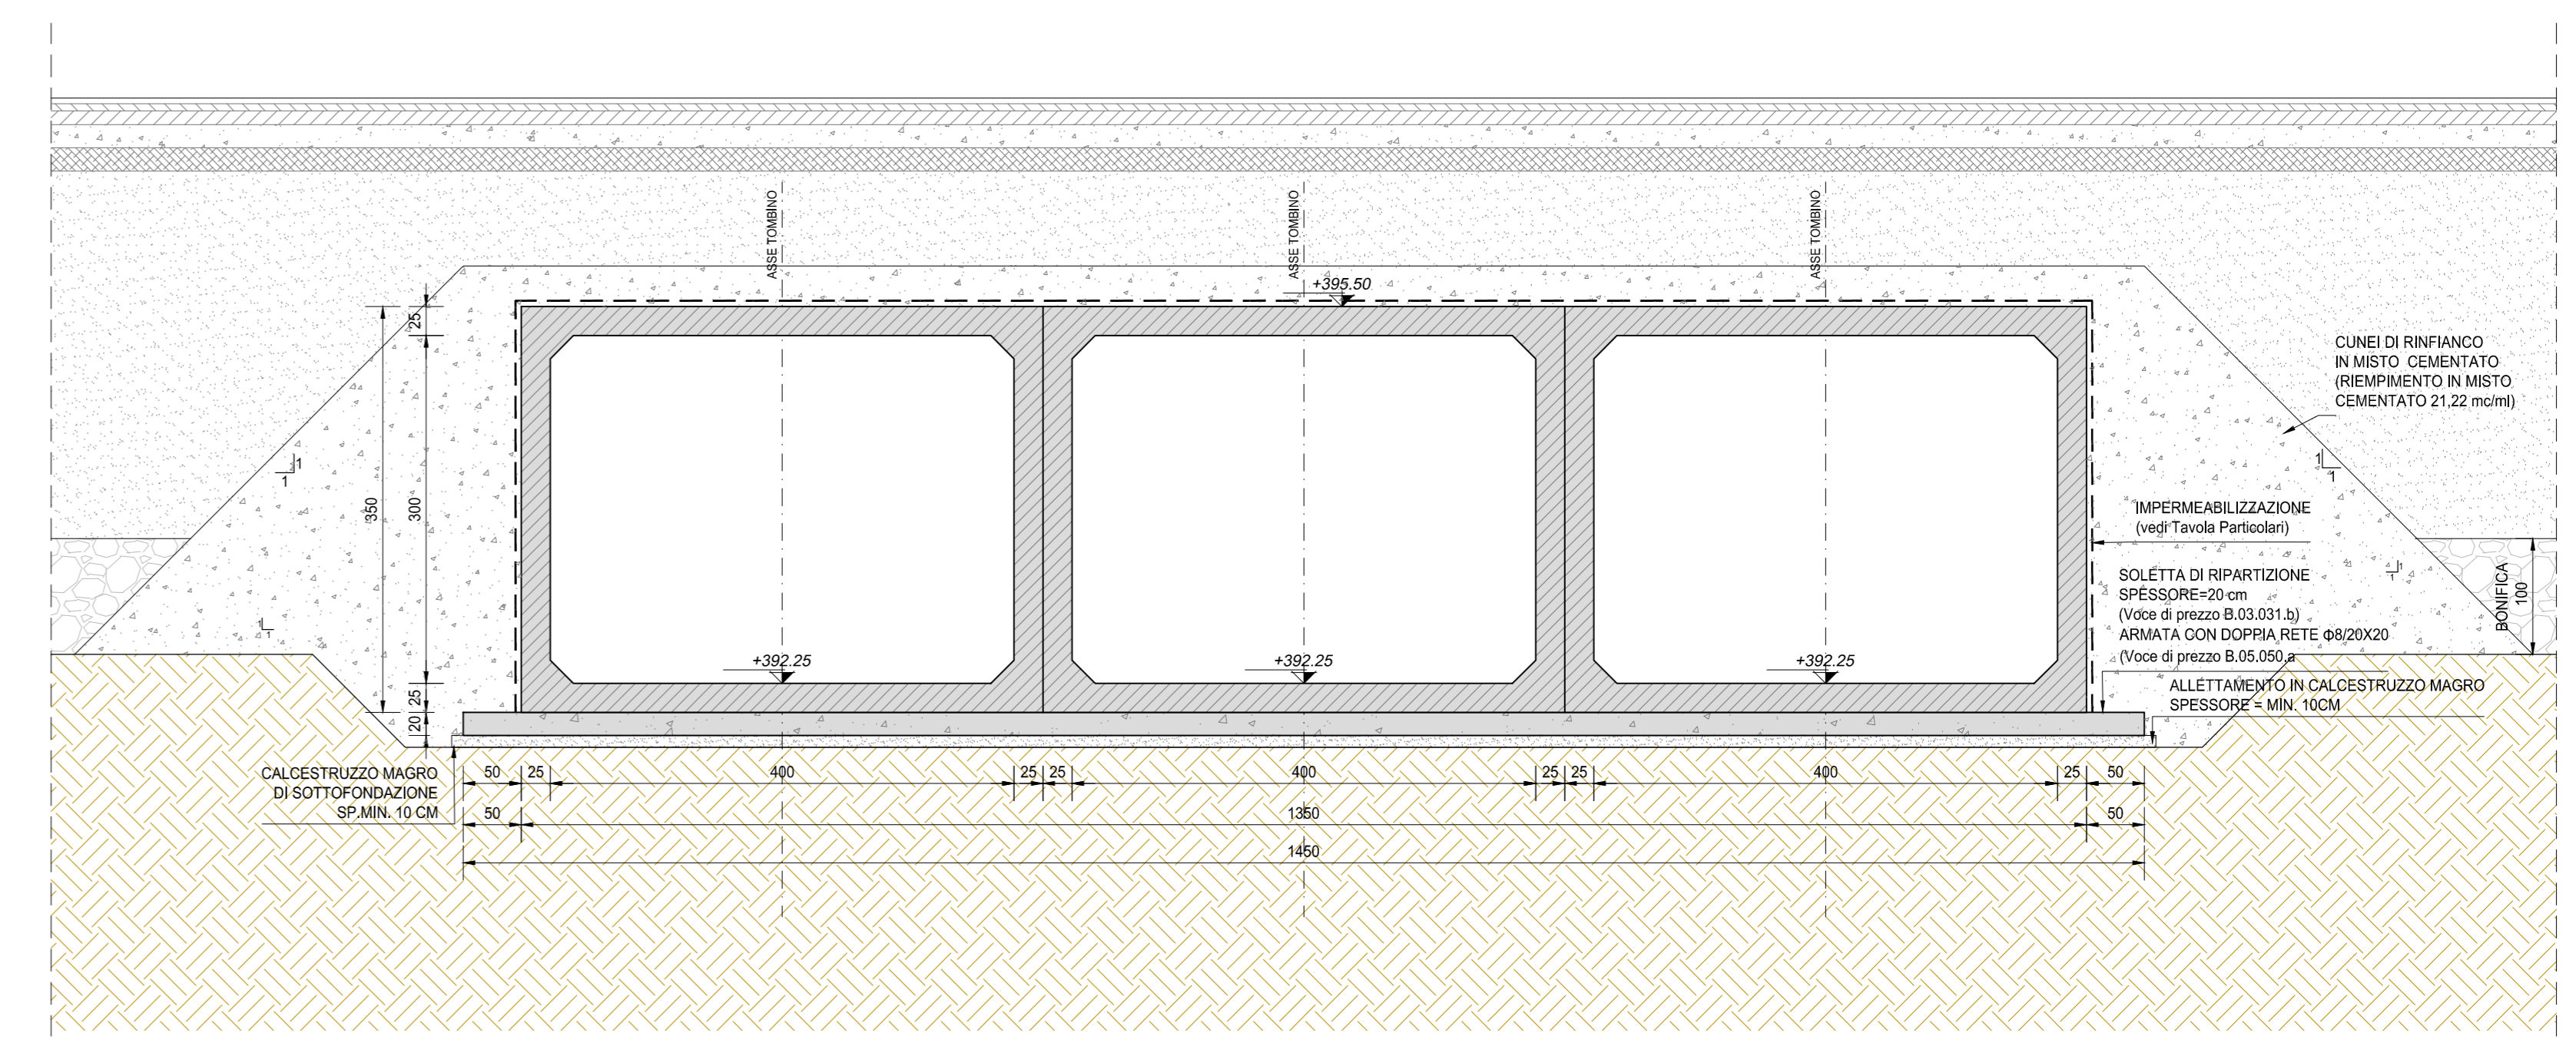 ASSE TOMBINO
ASSE TOMBINO
ASSE TOMBINO
+395.50
25
350
300
25
20
1
1
1
1
1
1
1
1
CUNEI DI RINFIANCO
IN MISTO CEMENTATO
(RIEMPIMENTO IN MISTO
CEMENTATO 21,22 mc/ml)
IMPERMEABILIZZAZIONE
(vedi Tavola Particolari)
SOLETTA DI RIPARTIZIONE
SPESSORE=20 cm
(Voce di prezzo B.03.031.b)
ARMATA CON DOPPIA RETE Φ8/20X20
(Voce di prezzo B.05.050.a
BONIFICA
100
+392.25
+392.25
+392.25
ALLETTAMENTO IN CALCESTRUZZO MAGRO
SPESSORE = MIN. 10CM
CALCESTRUZZO MAGRO
DI SOTTOFONDAZIONE
SP.MIN. 10 CM
50 25 400 25 25 400 25 25 400 25 50
50 1350 50
1450